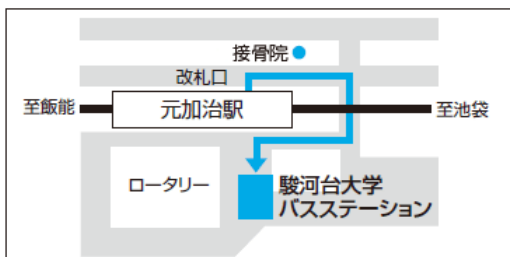 接骨院
改札口
至飯能
元加治駅
至池袋
ロータリー
駿河台大学
バスステーション